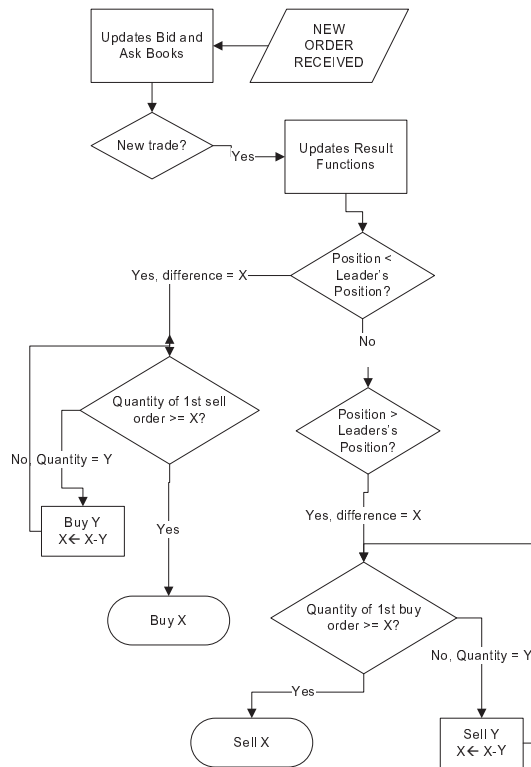 Updates Bid and
Ask Books
NEW
ORDER
RECEIVED
New trade?
Yes
Updates Result
Functions
Position <
Leader's
Position?
Yes, difference = X
No
Quantity of 1st sell
order >= X?
Position >
Leaders's
Position?
No, Quantity = Y
Buy Y
X← X-Y
Yes
Yes, difference = X
Buy X
Quantity of 1st buy
order >= X?
No, Quantity = Y
Yes
Sell X
Sell Y
X← X-Y